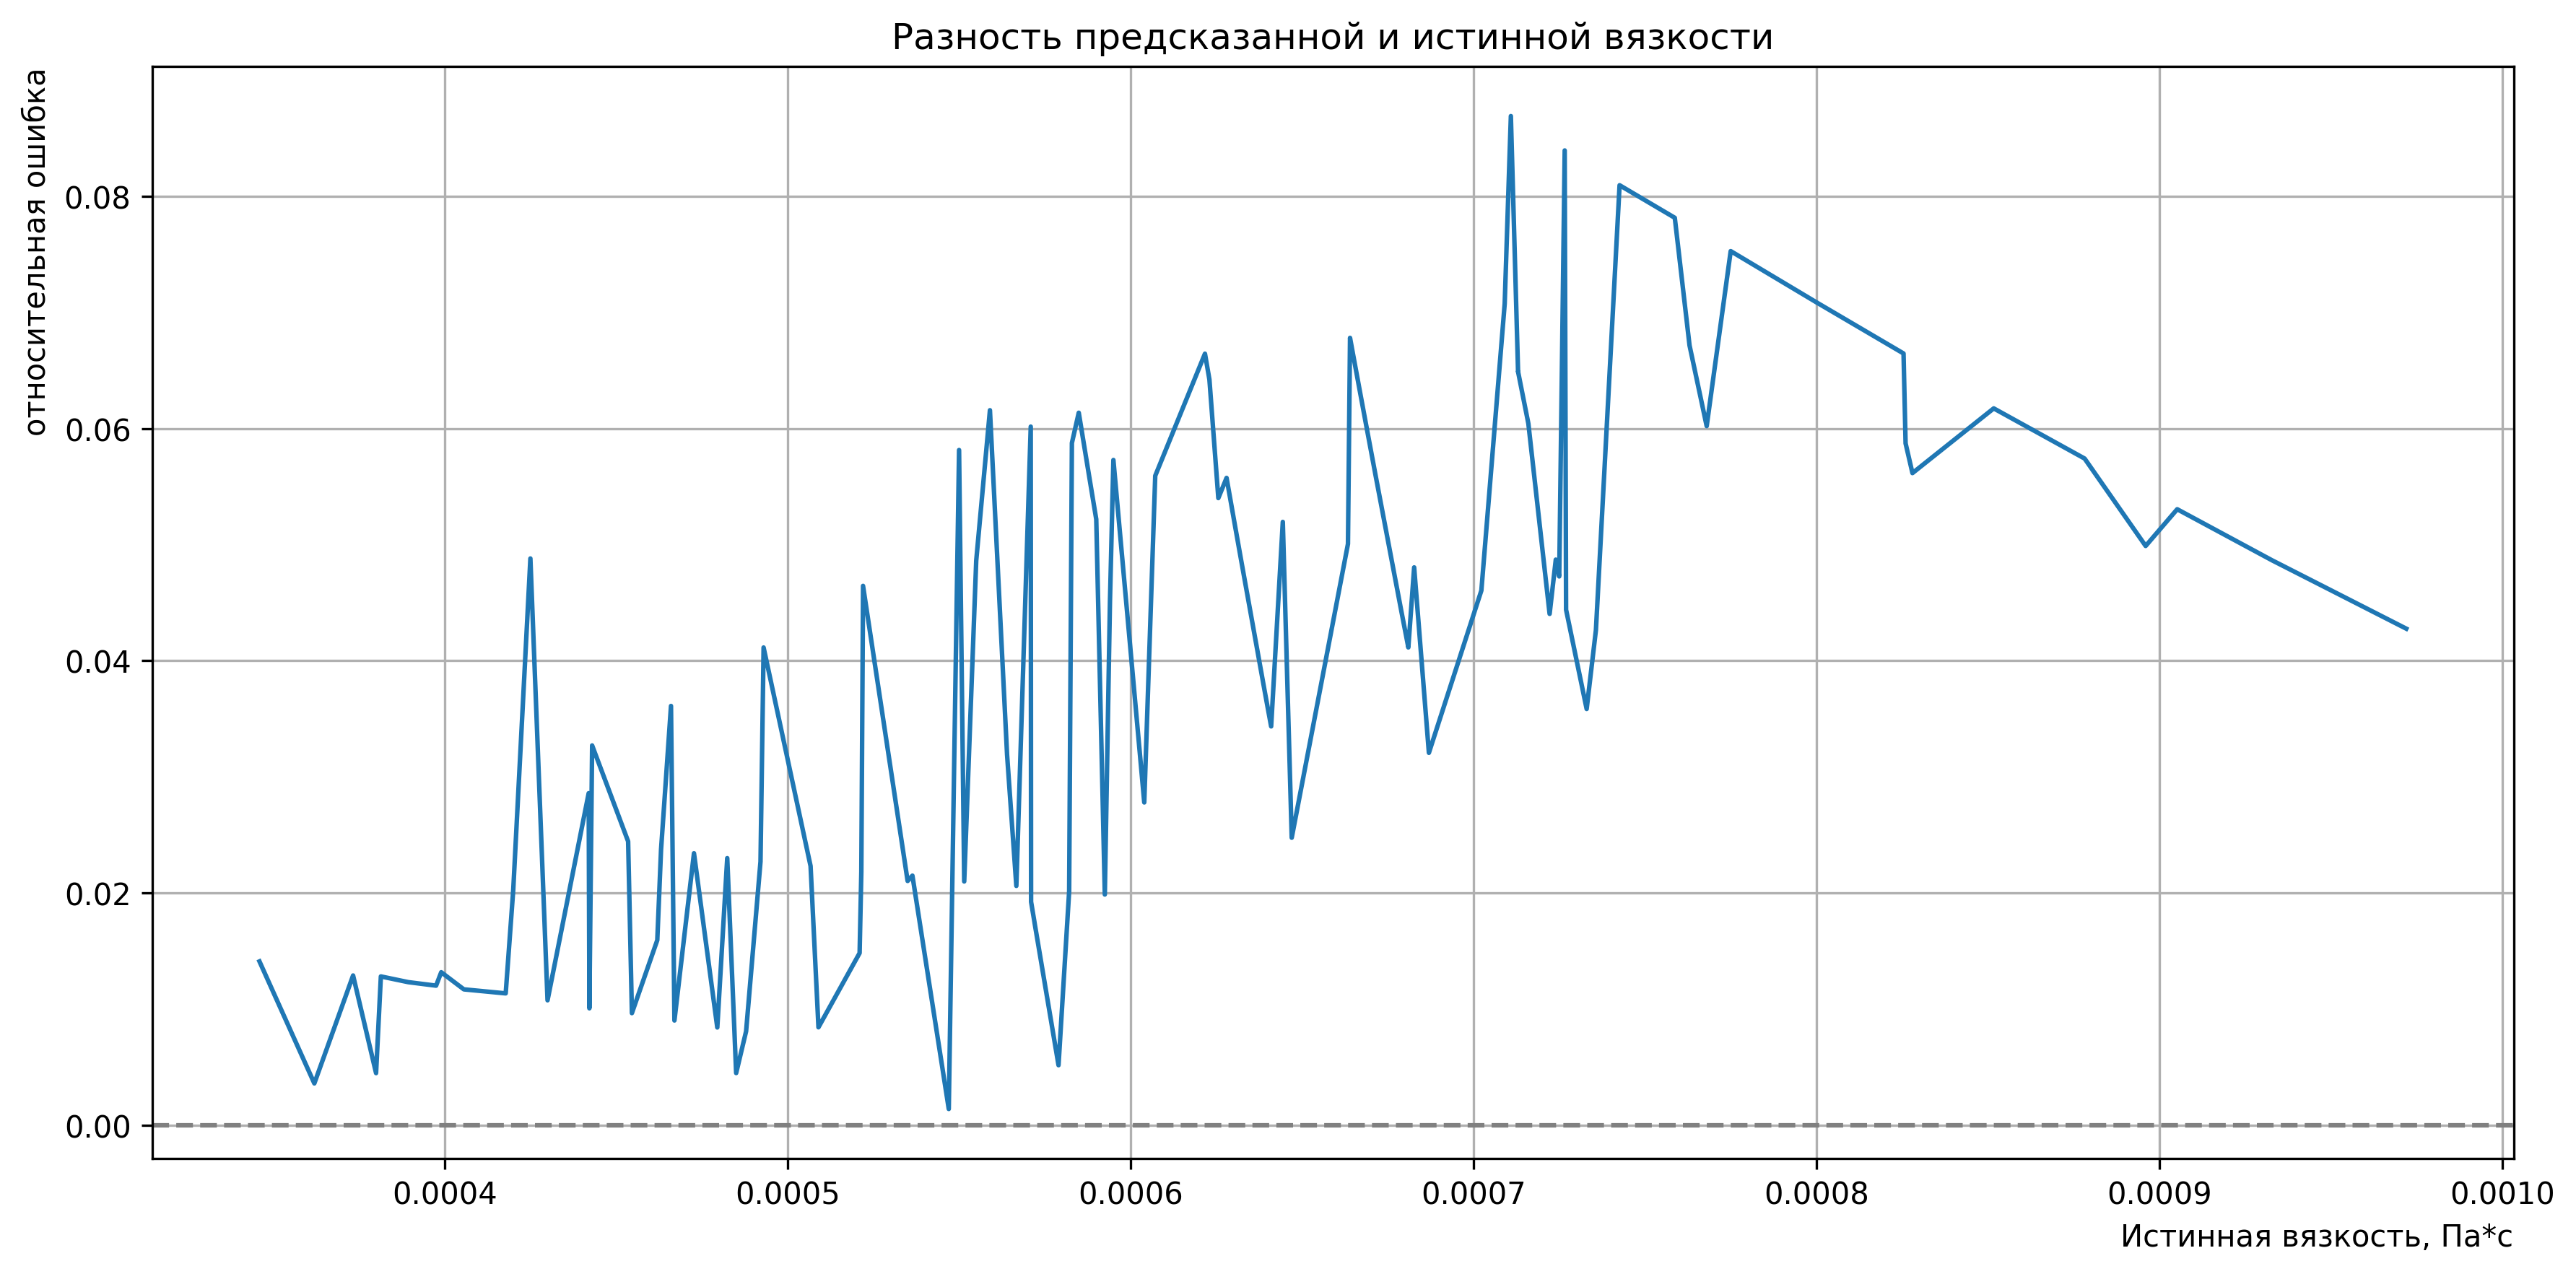 Разность предсказанной и истинной вязкости
относительная ошибка
0.08
0.06
0.04
0.02
0.00
0.0004 0.0005 0.0006 0.0007 0.0008 0.0009 0.0010
Истинная вязкость, Па*с